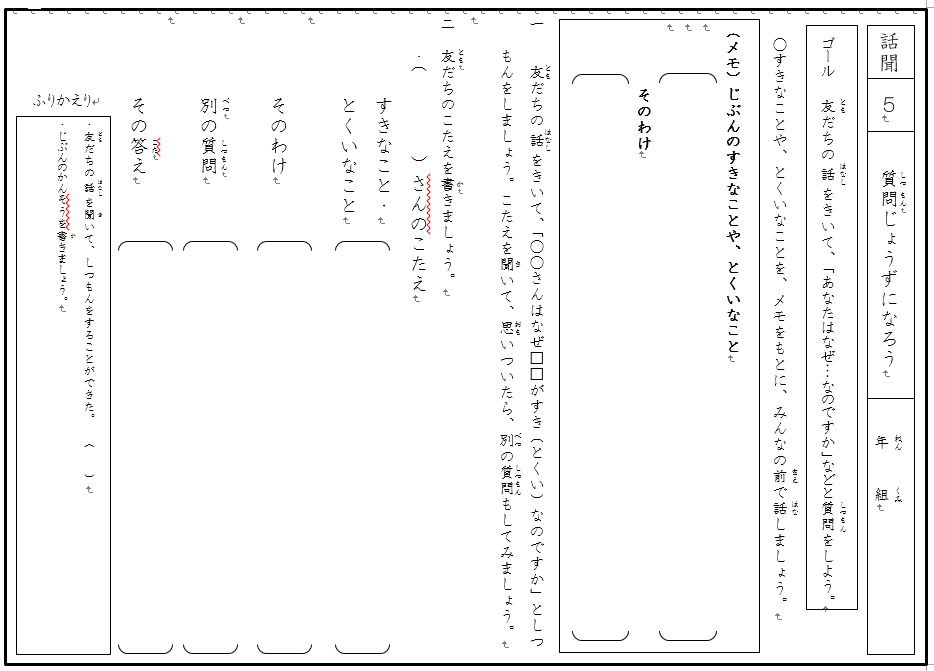 話聞
5
質問じょうずになろう
年
組
ゴール 友だちの話をきいて、「あなたはなぜ…なのですか」などと質問をしよう。
○すきなことや、とくいなことを、メモをもとに、みんなの前で話しましょう。
(メモ)じぶんのすきなことや、とくいなこと
そのわけ
一 友だちの話をきいて、「○○さんはなぜ□□がすき(とくい)なのですか」としつ
もんをしましょう。こたえを聞いて、思いついたら、別の質問もしてみましょう。
二 友だちのこたえを書きましょう。
・( )さんのこたえ
すきなこと・
とくいなこと
そのわけ
別の質問
その答え
ふりかえり
・友だちの話を聞いて、しつもんをすることができた。( )
・じぶんのかんそうを書きましょう。